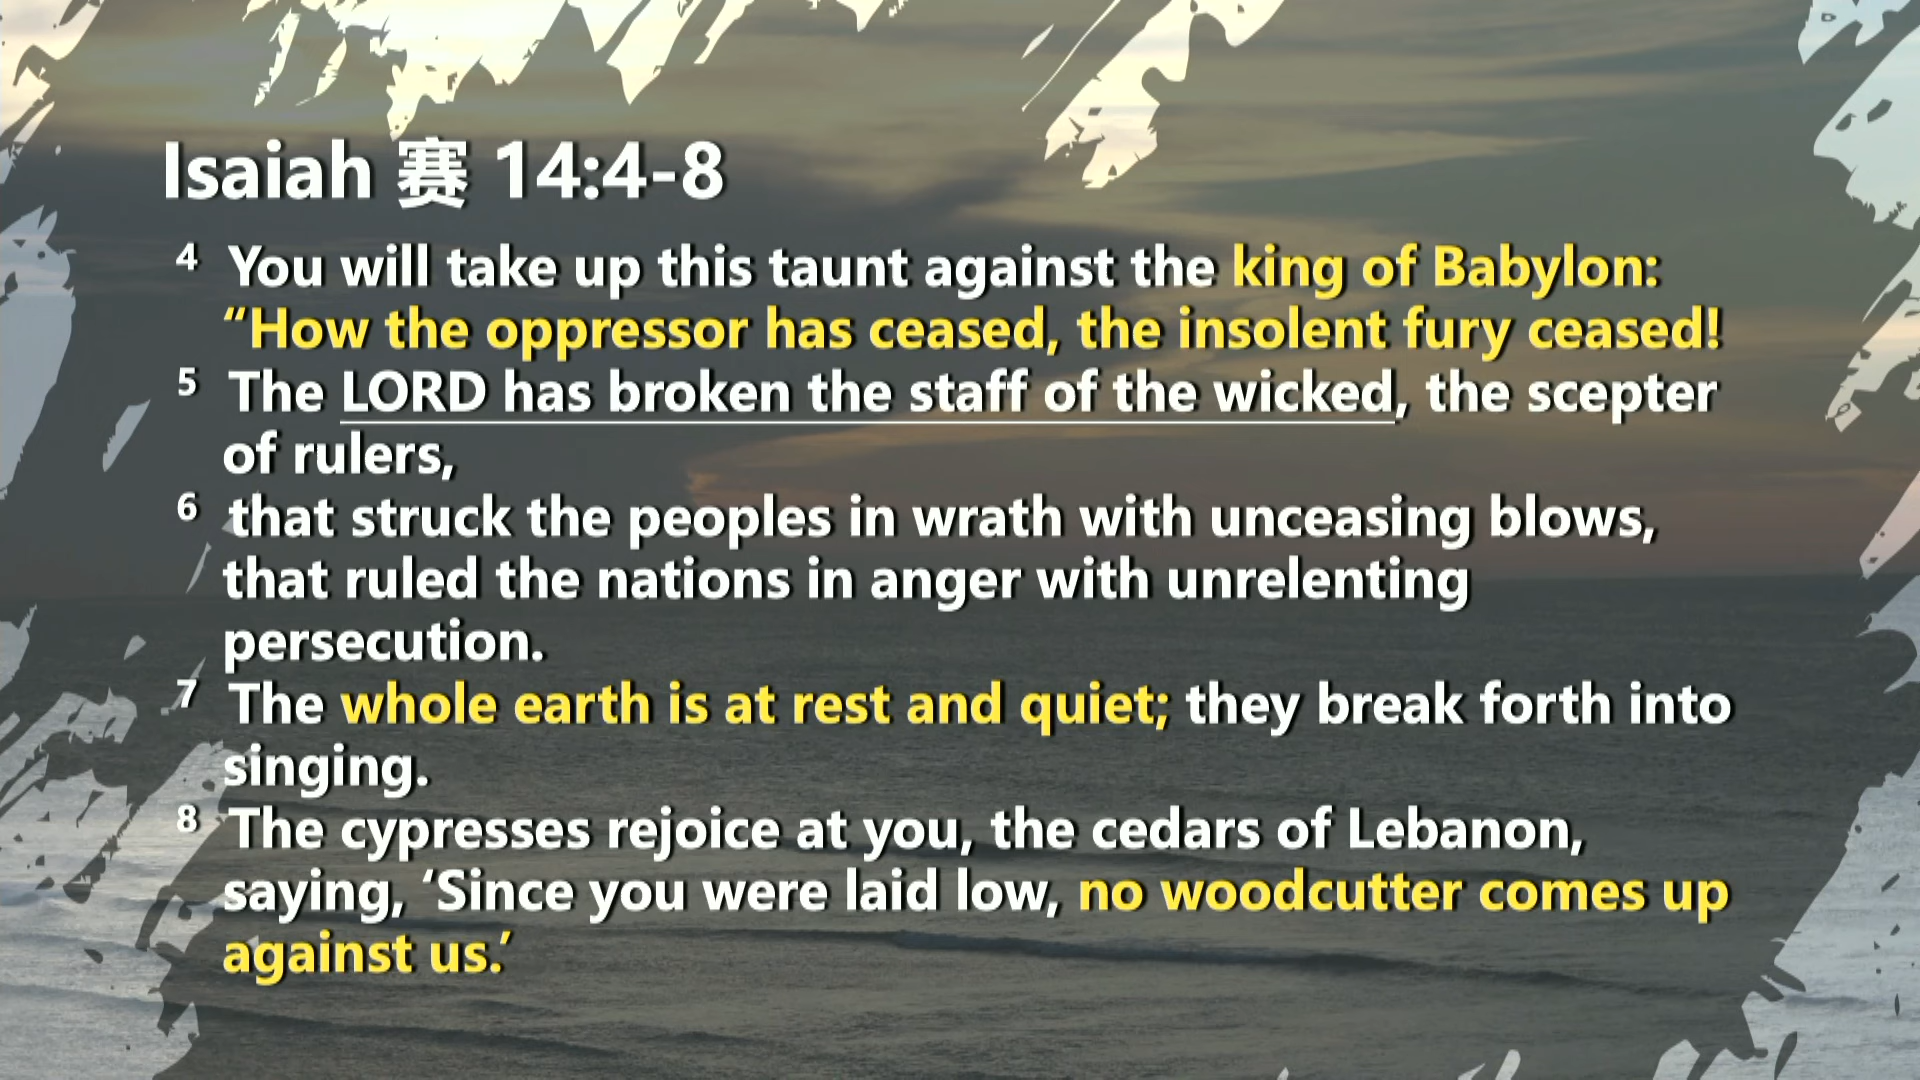 Isaiah 赛 14:4-8
4 You will take up this taunt against the king of Babylon:
“How the oppressor has ceased, the insolent fury ceased!
5 The LORD has broken the staff of the wicked, the scepter
of rulers,
6 that struck the peoples in wrath with unceasing blows,
that ruled the nations in anger with unrelenting
persecution.
7 The whole earth is at rest and quiet; they break forth into
singing.
8 The cypresses rejoice at you, the cedars of Lebanon,
saying, ‘Since you were laid low, no woodcutter comes up
against us.’